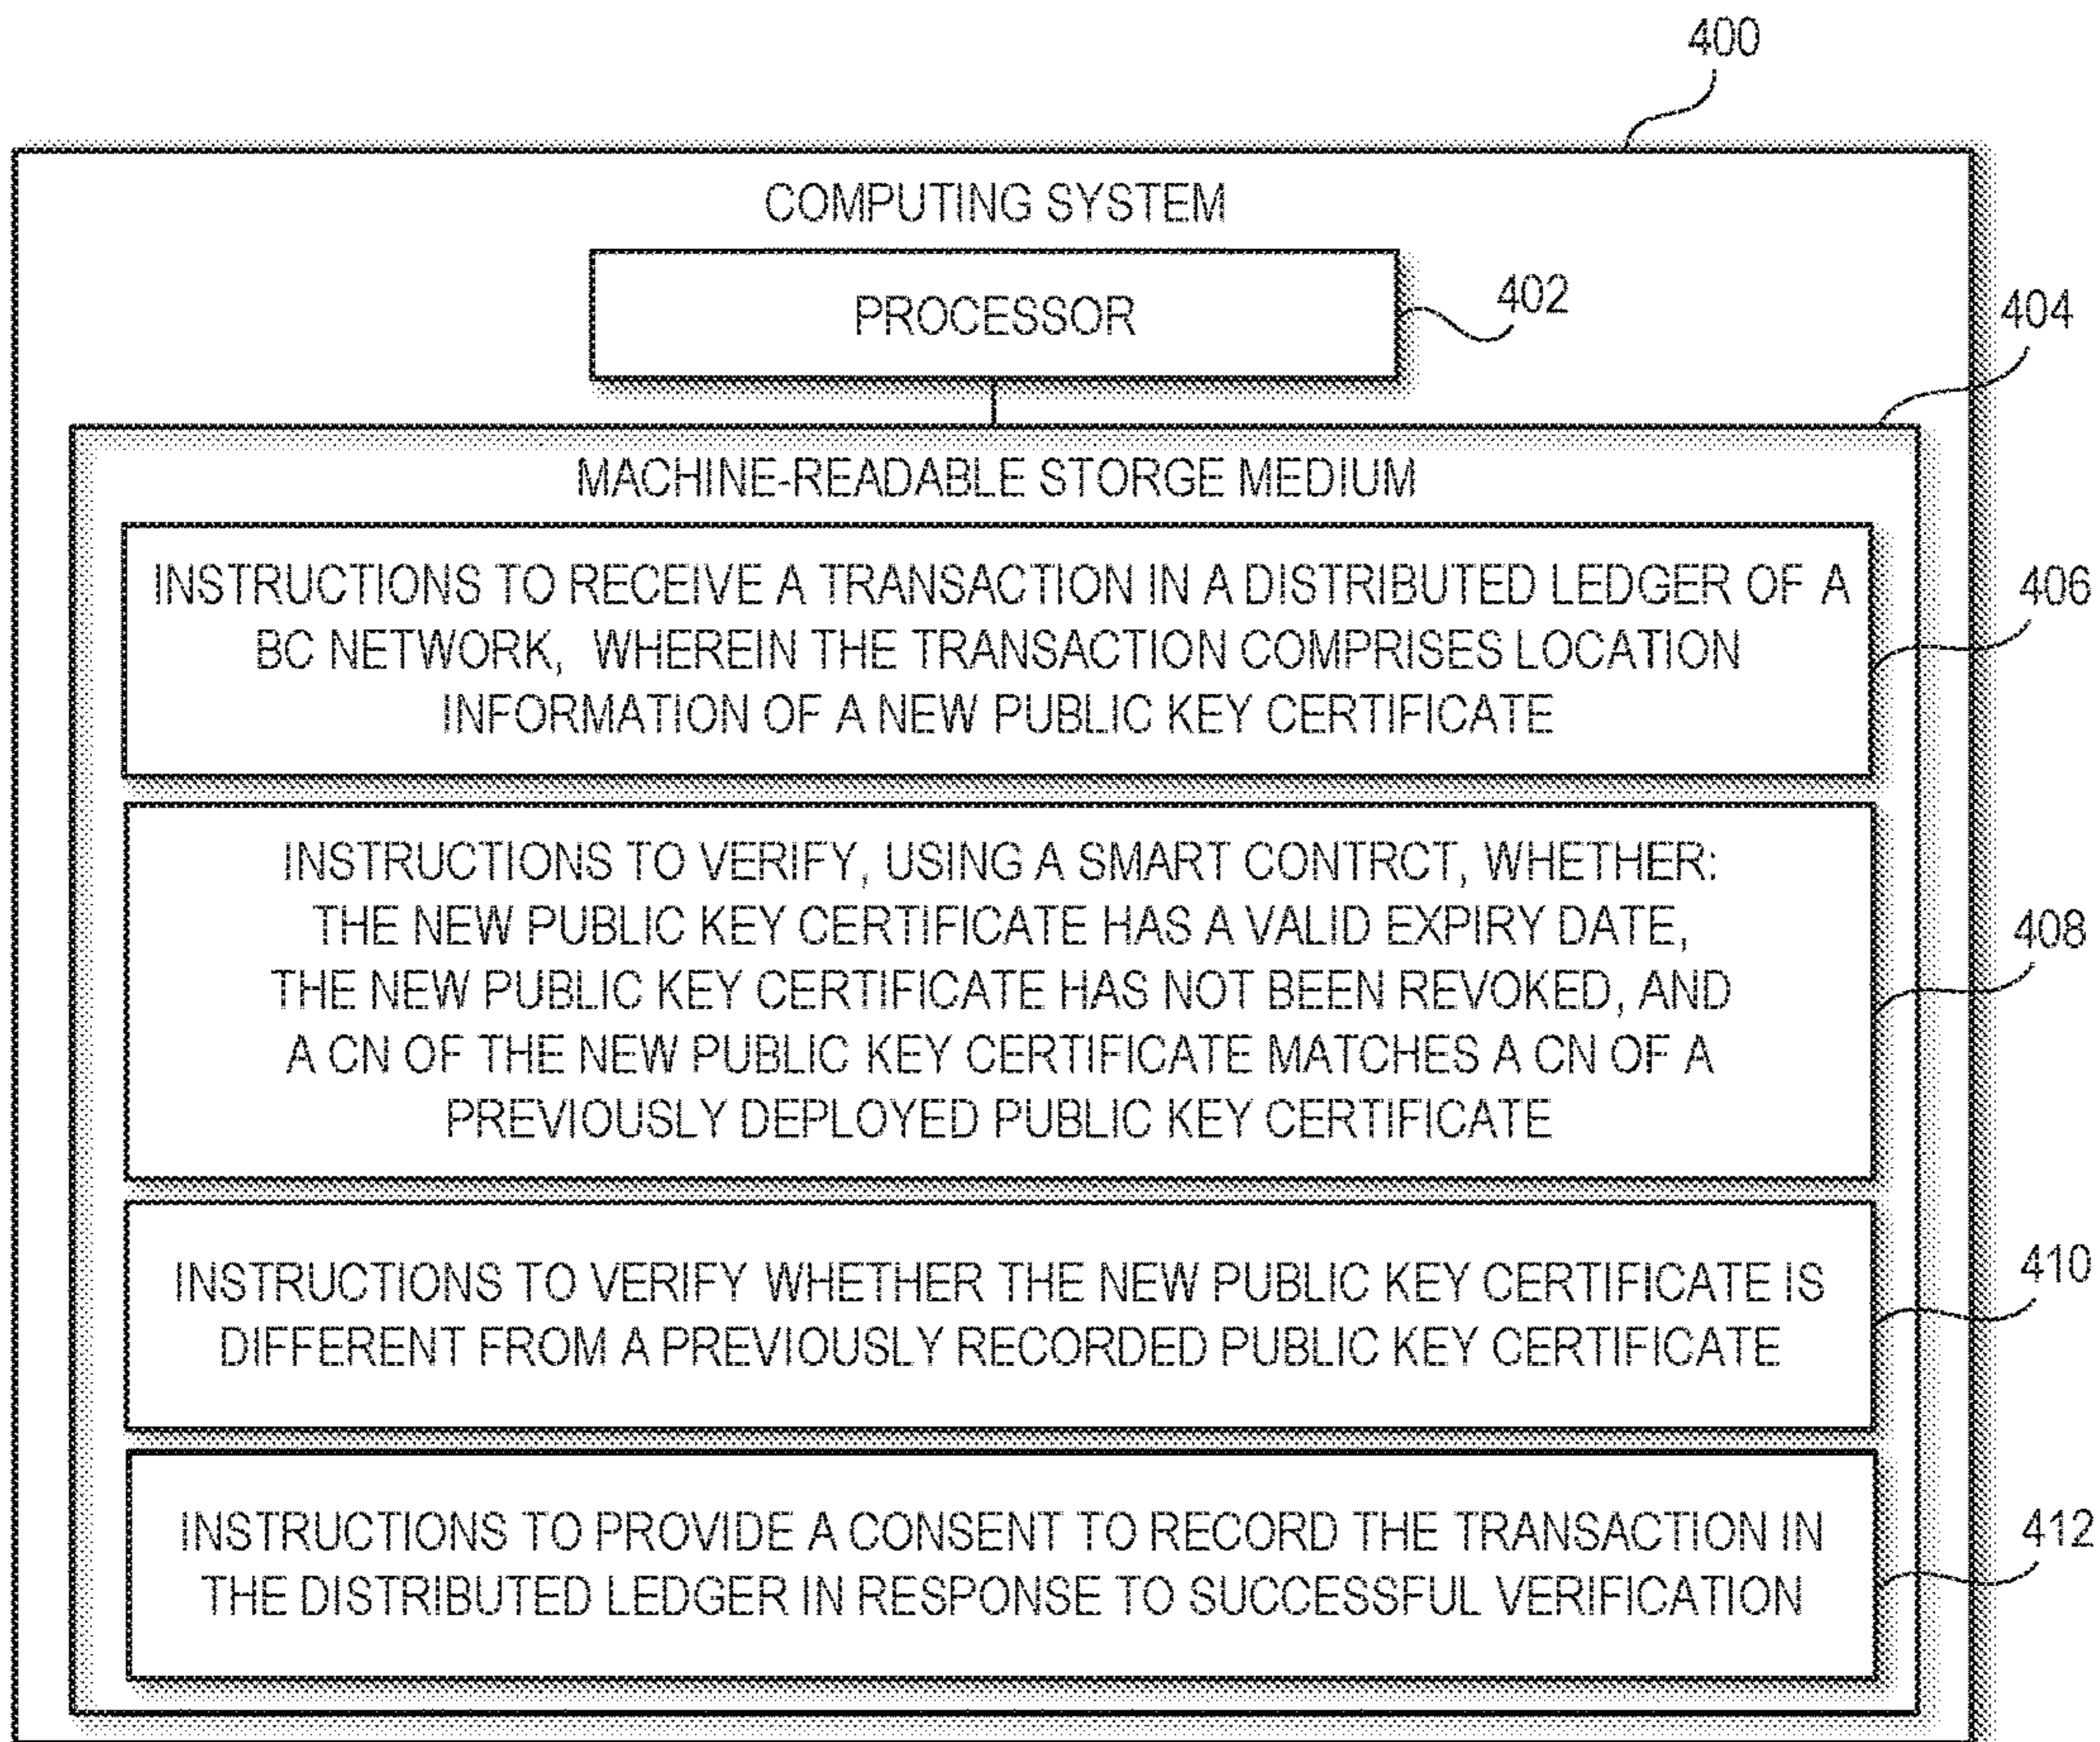 400
COMPUTING SYSTEM
PROCESSOR
402
404
MACHINE-READABLE STORGE MEDIUM
INSTRUCTIONS TO RECEIVE A TRANSACTION IN A DISTRIBUTED LEDGER OF A
BC NETWORK, WHEREIN THE TRANSACTION COMPRISES LOCATION
INFORMATION OF A NEW PUBLIC KEY CERTIFICATE
406
INSTRUCTIONS TO VERIFY, USING A SMART CONTRCT, WHETHER:
THE NEW PUBLIC KEY CERTIFICATE HAS A VALID EXPIRY DATE,
THE NEW PUBLIC KEY CERTIFICATE HAS NOT BEEN REVOKED, AND
A CN OF THE NEW PUBLIC KEY CERTIFICATE MATCHES A CN OF A
PREVIOUSLY DEPLOYED PUBLIC KEY CERTIFICATE
408
INSTRUCTIONS TO VERIFY WHETHER THE NEW PUBLIC KEY CERTIFICATE IS
DIFFERENT FROM A PREVIOUSLY RECORDED PUBLIC KEY CERTIFICATE
410
INSTRUCTIONS TO PROVIDE A CONSENT TO RECORD THE TRANSACTION IN
THE DISTRIBUTED LEDGER IN RESPONSE TO SUCCESSFUL VERIFICATION
412